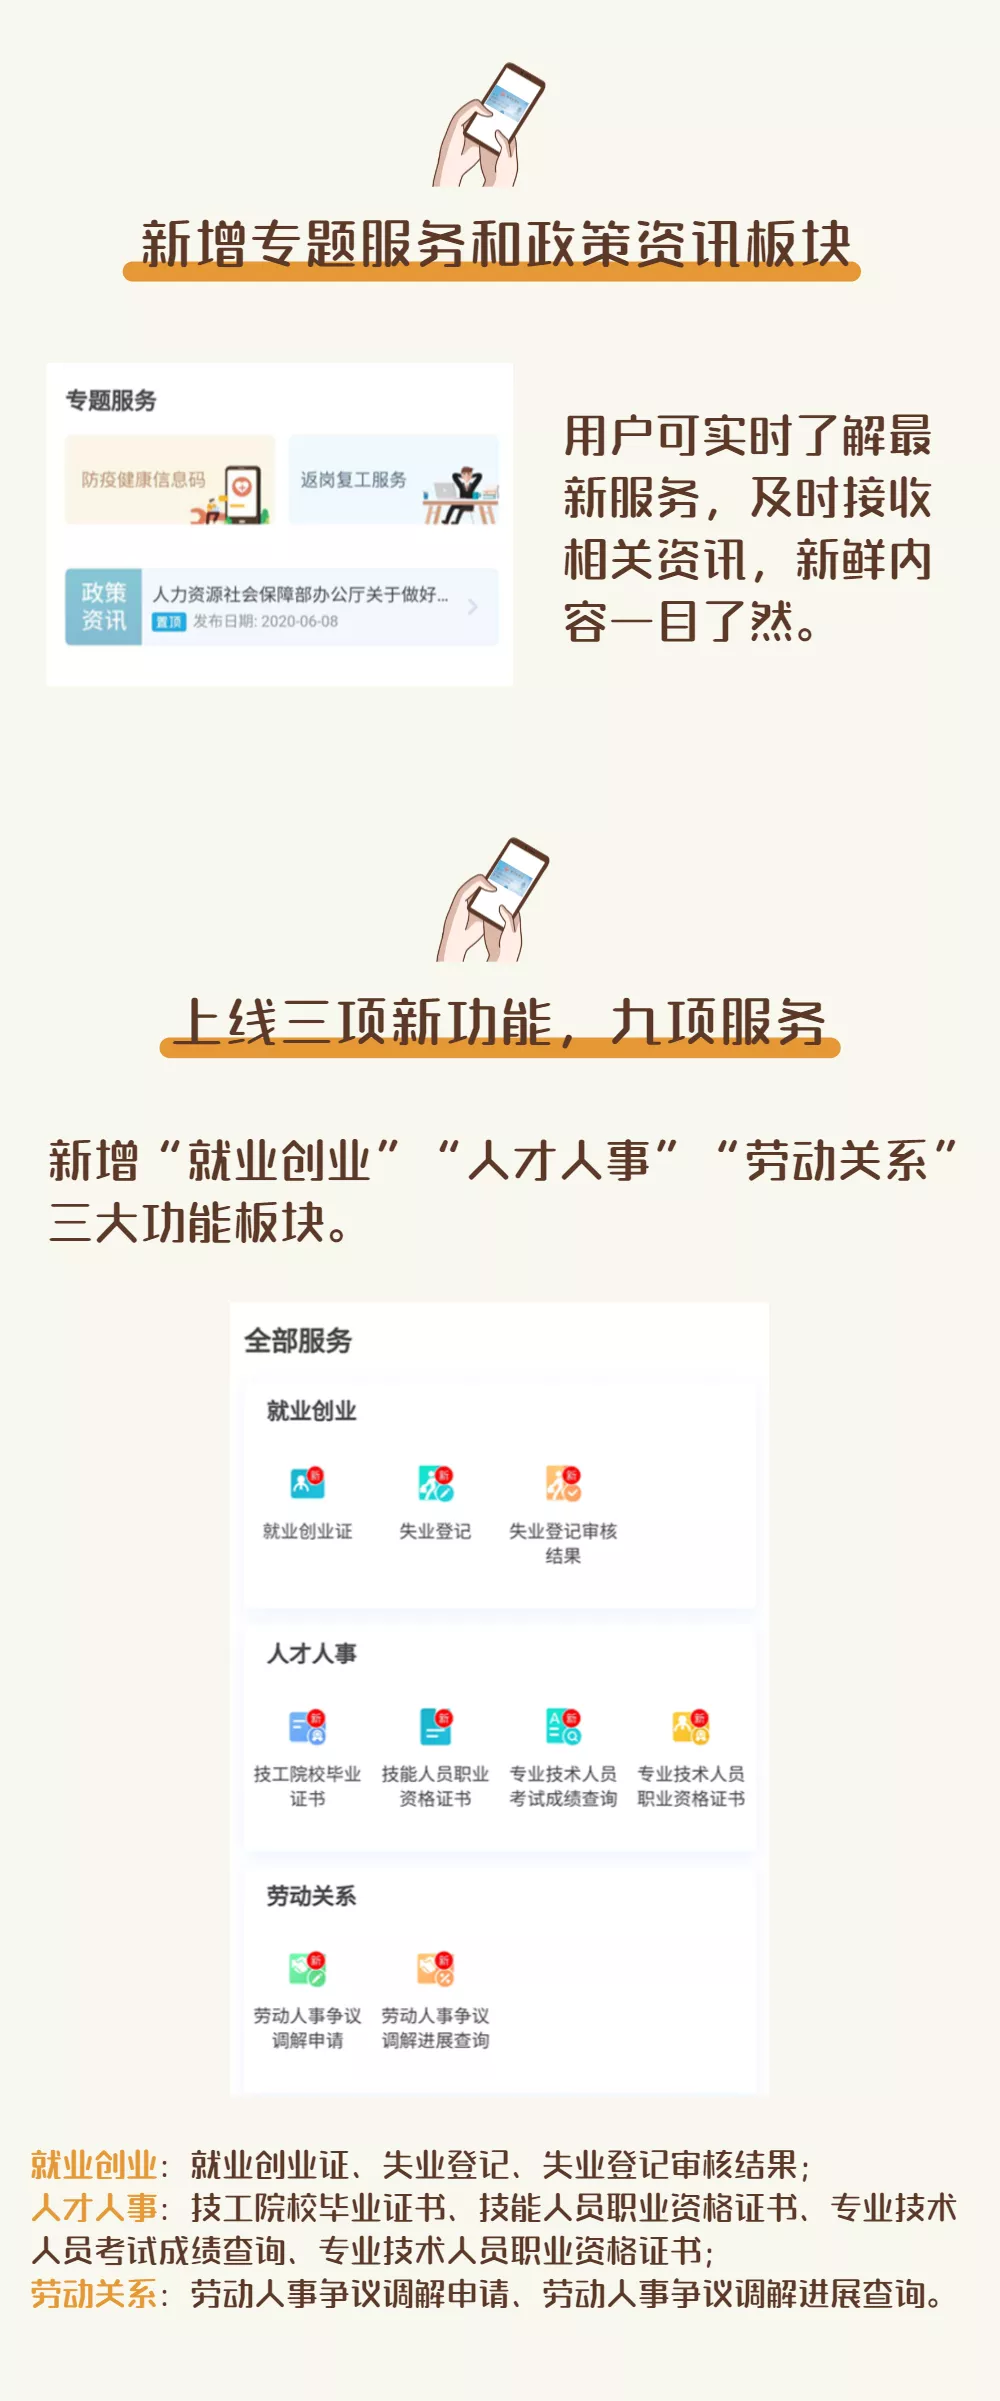 新增专题服务和政策资讯板块
专题服务
防疫健康信息码
返岗复工服务
用户可实时了解最
新服务，及时接收
相关资讯，新鲜内
容一目了然。
政策
资讯
人力资源社会保障部办公厅关于做好...
置顶 发布日期: 2020-06-08
上线三项新功能，九项服务
新增“就业创业”“人才人事”“劳动关系”
三大功能板块。
全部服务
就业创业
新 新 新
就业创业证 失业登记 失业登记审核
结果
人才人事
新 新 新 新
技工院校毕业 技能人员职业 专业技术人员 专业技术人员
证书 资格证书 考试成绩查询 职业资格证书
劳动关系
新 新
劳动人事争议 劳动人事争议
调解申请 调解进展查询
就业创业：就业创业证、失业登记、失业登记审核结果；
人才人事：技工院校毕业证书、技能人员职业资格证书、专业技术
人员考试成绩查询、专业技术人员职业资格证书；
劳动关系：劳动人事争议调解申请、劳动人事争议调解进展查询。